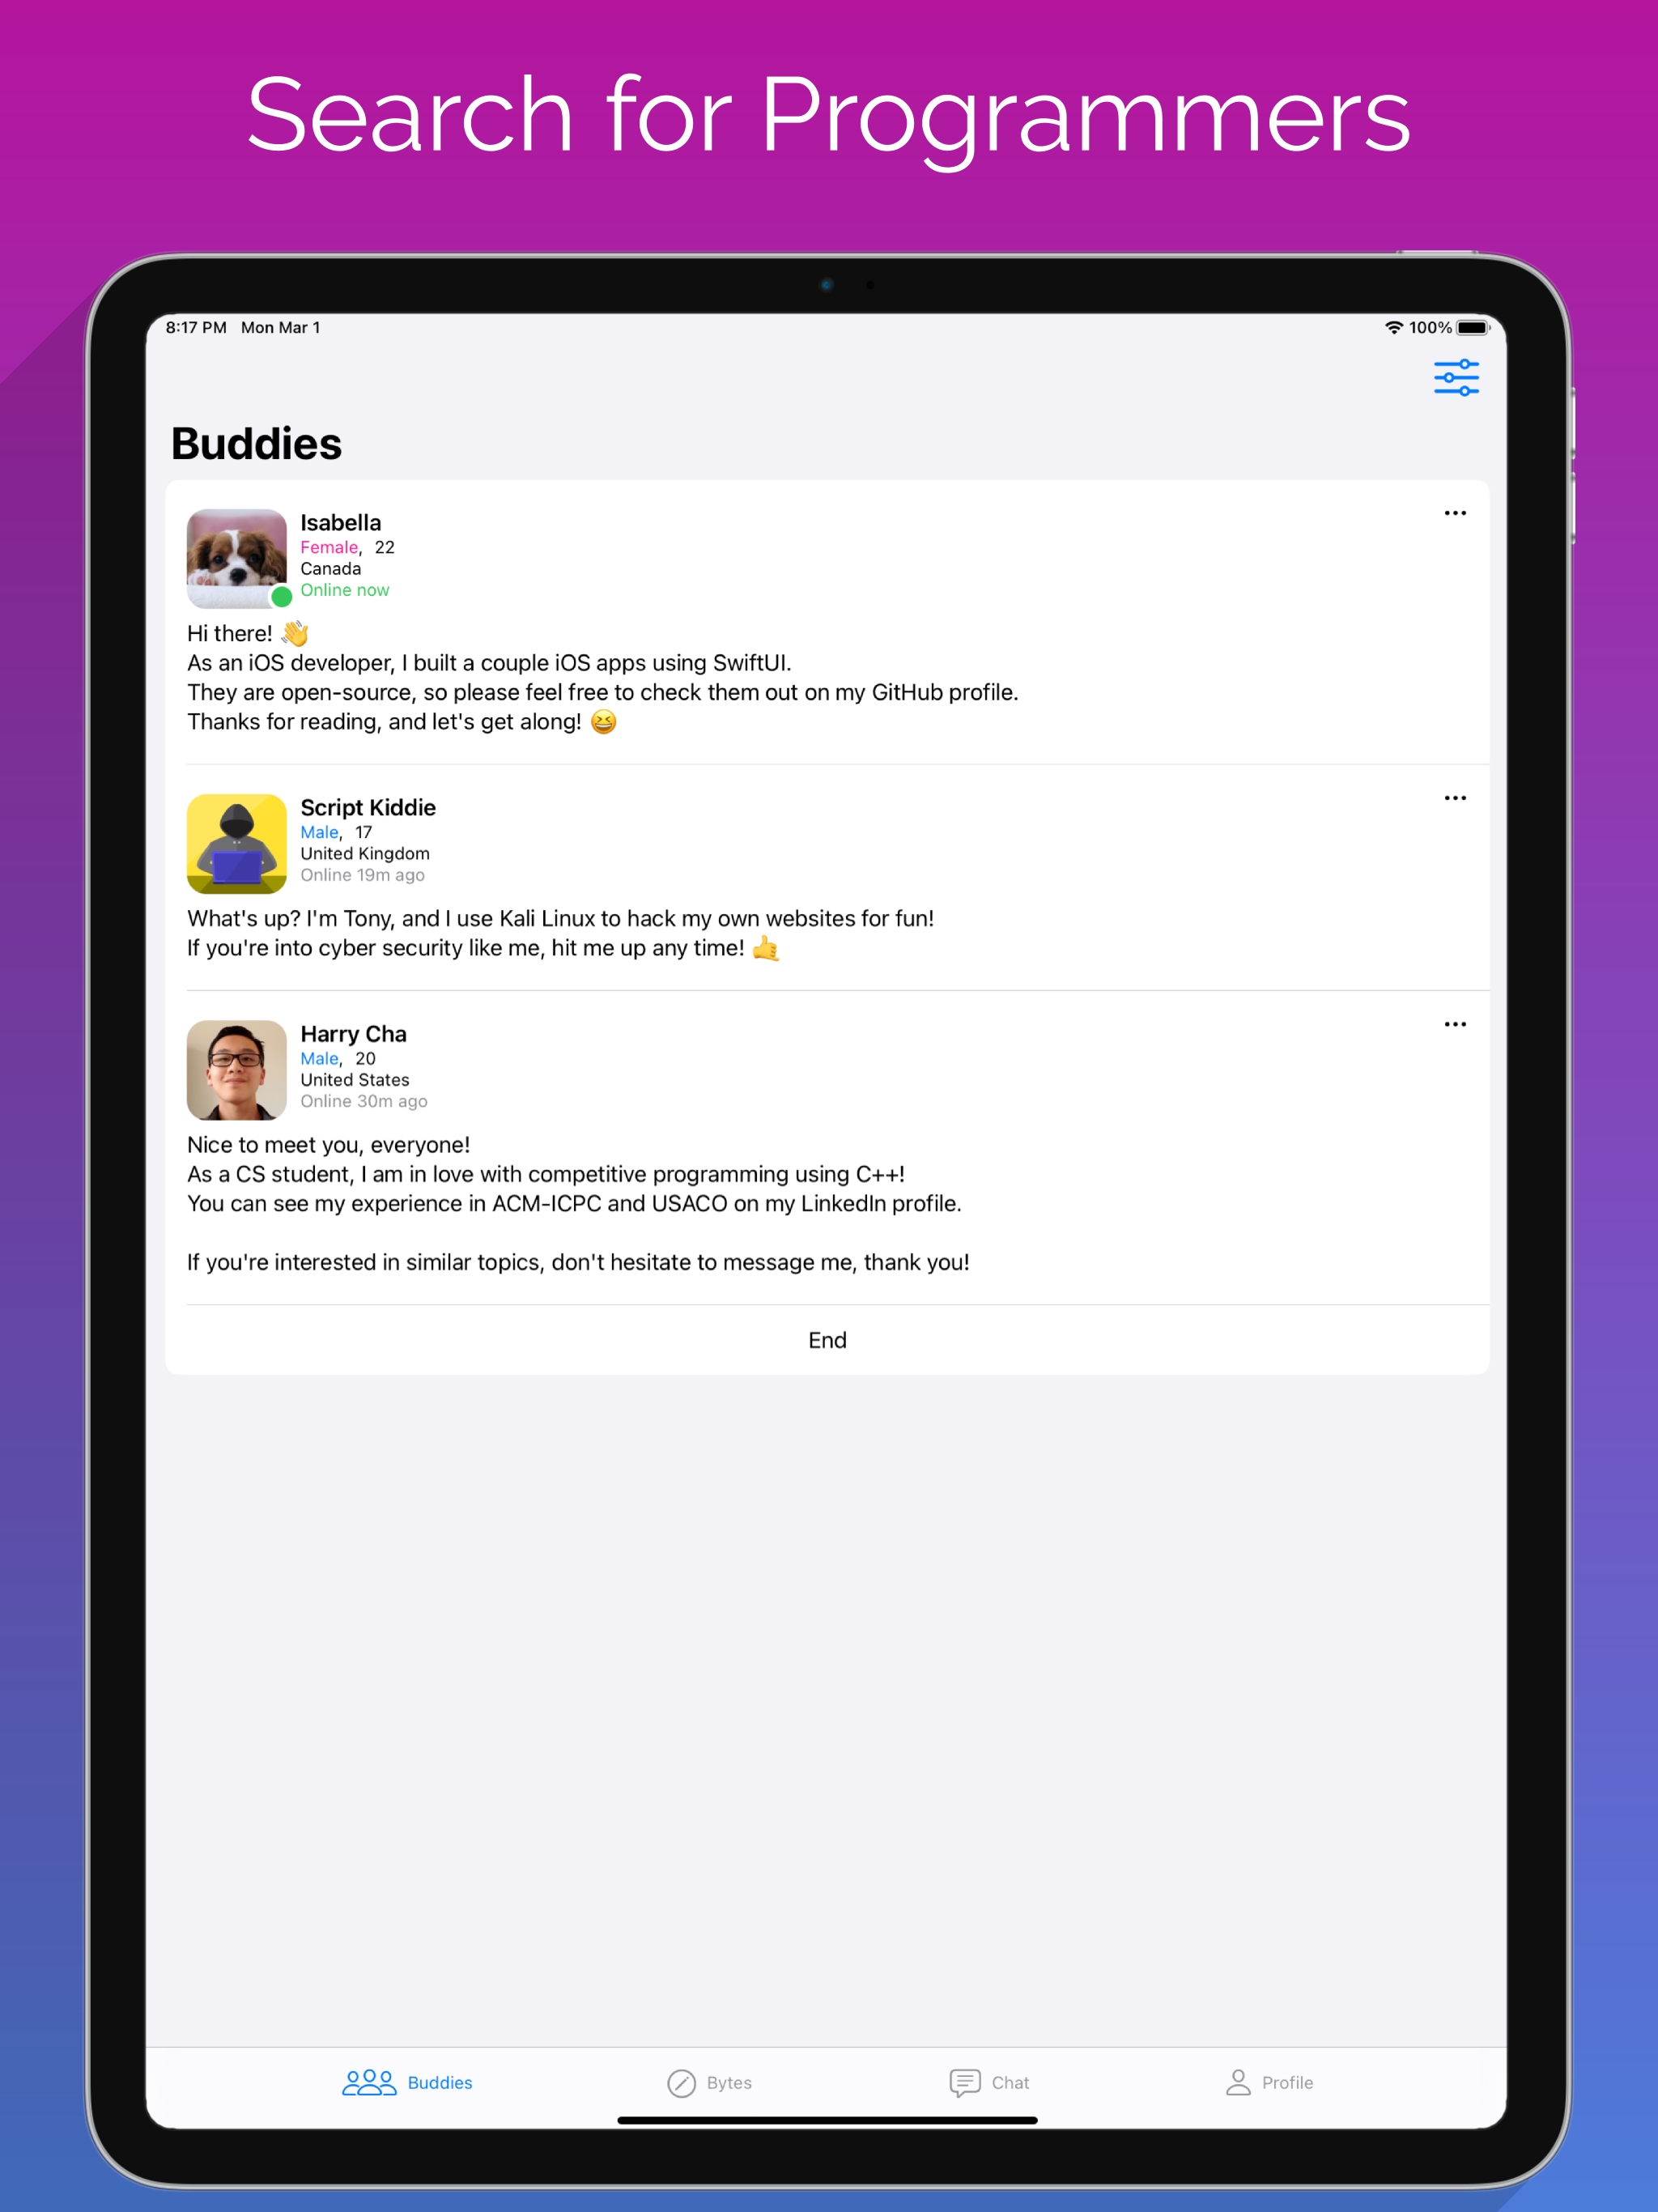 Search for Programmers
8:17 PM Mon Mar 1
100%
Buddies
Isabella
Female, 22
Canada
Online now
Hi there! 👋
As an iOS developer, I built a couple iOS apps using SwiftUI.
They are open-source, so please feel free to check them out on my GitHub profile.
Thanks for reading, and let's get along! 😆
Script Kiddie
Male, 17
United Kingdom
Online 19m ago
What's up? I'm Tony, and I use Kali Linux to hack my own websites for fun!
If you're into cyber security like me, hit me up any time! 🤙
Harry Cha
Male, 20
United States
Online 30m ago
Nice to meet you, everyone!
As a CS student, I am in love with competitive programming using C++!
You can see my experience in ACM-ICPC and USACO on my LinkedIn profile.
If you're interested in similar topics, don't hesitate to message me, thank you!
End
Buddies
Bytes
Chat
Profile